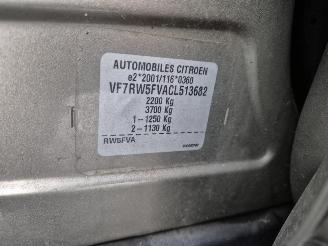 AUTOMOBILES CITROEN
e2*2001/116*0360
VF7RW5FVACL513682
2200 Kg
3700 Kg
1-1250 Kg
2-1130 Kg
RW5FVA